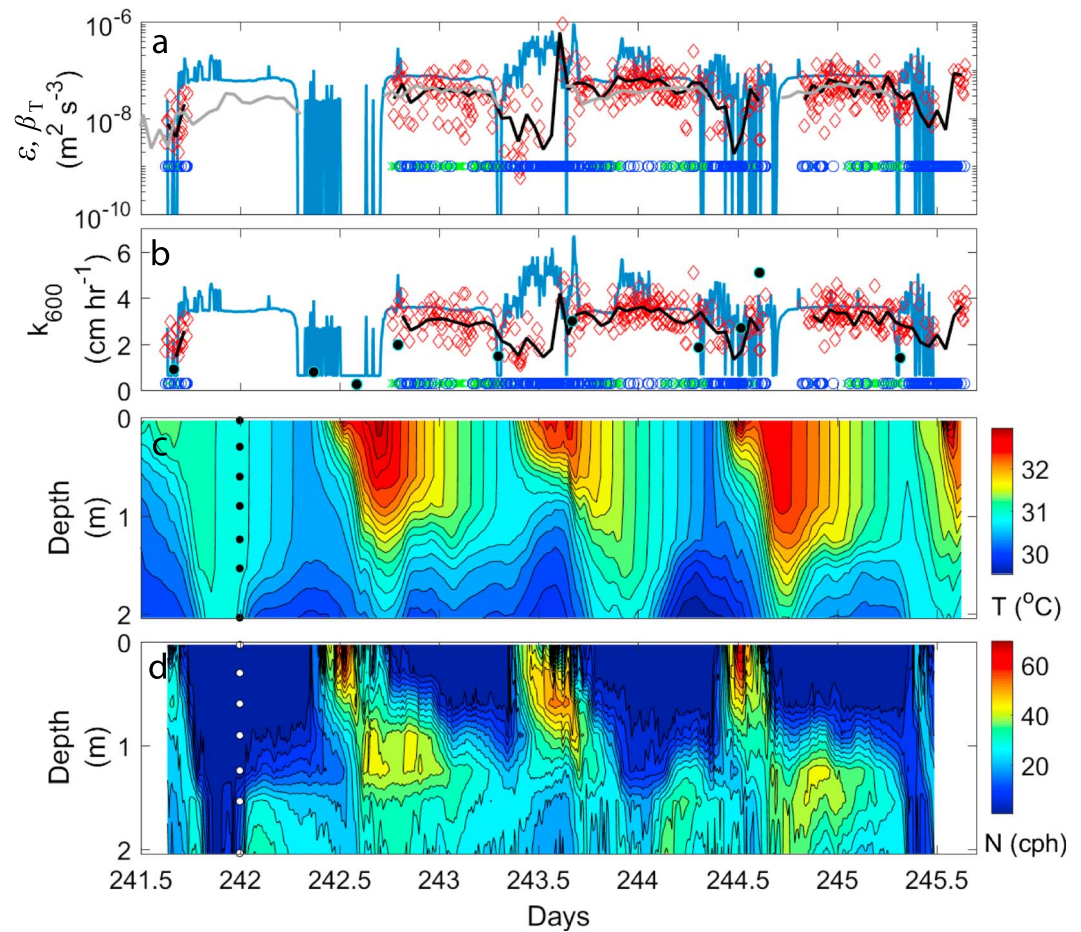 a
10⁻⁶
10⁻⁸
10⁻¹⁰
ε, βT
(m² s⁻³)
b
6
4
2
0
k600
(cm hr⁻¹)
c
0
1
2
Depth
(m)
32
31
30
T (°C)
d
0
1
2
Depth
(m)
60
40
20
N (cph)
241.5 242 242.5 243 243.5 244 244.5 245 245.5
Days